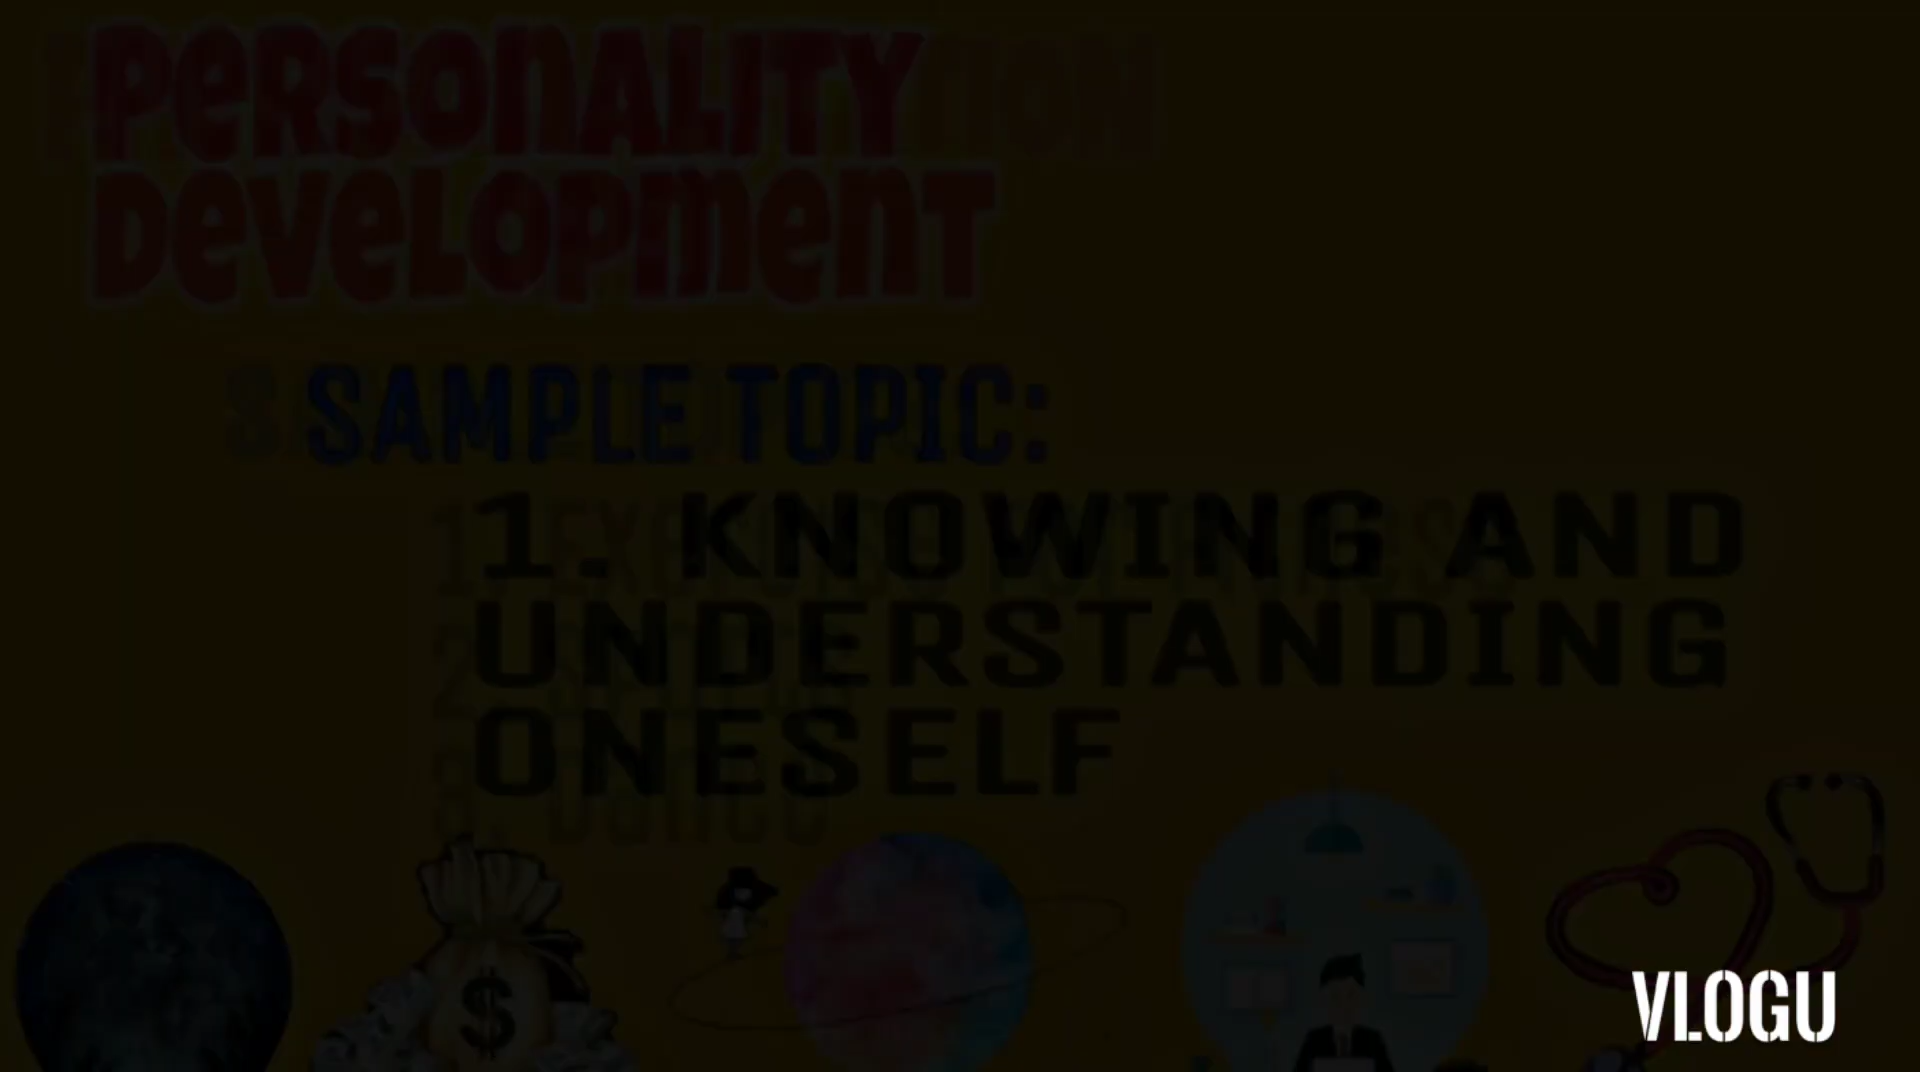 PERSONALITY
DEVELOPMENT
SAMPLE TOPIC:
1. KNOWING AND
UNDERSTANDING
ONESELF
$
VLOGU